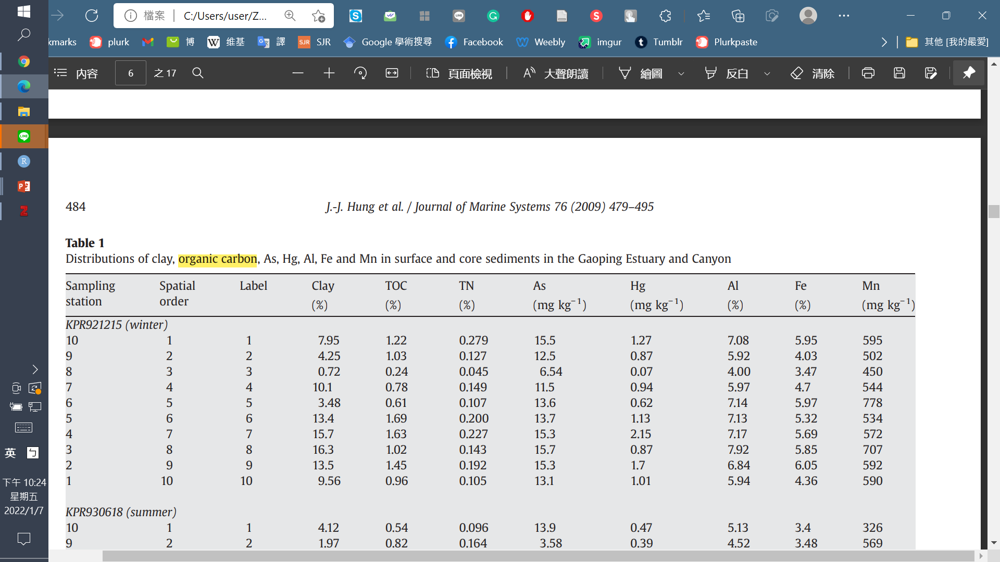 檔案 C:/Users/user/Z...
kmarks plurk 博 維基 譯 SJR Google 學術搜尋 Facebook Weebly imgur Tumblr Plurkpaste 其他 [我的最愛]
內容 6 之 17 頁面檢視 大聲朗讀 繪圖 反白 清除
484 J.-J. Hung et al. / Journal of Marine Systems 76 (2009) 479–495
Table 1
Distributions of clay, organic carbon, As, Hg, Al, Fe and Mn in surface and core sediments in the Gaoping Estuary and Canyon
Sampling Spatial Label Clay TOC TN As Hg Al Fe Mn
station order (%) (%) (%) (mg kg⁻¹) (mg kg⁻¹) (%) (%) (mg kg⁻¹)
KPR921215 (winter)
10 1 1 7.95 1.22 0.279 15.5 1.27 7.08 5.95 595
9 2 2 4.25 1.03 0.127 12.5 0.87 5.92 4.03 502
8 3 3 0.72 0.24 0.045 6.54 0.07 4.00 3.47 450
7 4 4 10.1 0.78 0.149 11.5 0.94 5.97 4.7 544
6 5 5 3.48 0.61 0.107 13.6 0.62 7.14 5.97 778
5 6 6 13.4 1.69 0.200 13.7 1.13 7.13 5.32 534
4 7 7 15.7 1.63 0.227 15.3 2.15 7.17 5.69 572
3 8 8 16.3 1.02 0.143 15.7 0.87 7.92 5.85 707
2 9 9 13.5 1.45 0.192 15.3 1.7 6.84 6.05 592
1 10 10 9.56 0.96 0.105 13.1 1.01 5.94 4.36 590
KPR930618 (summer)
10 1 1 4.12 0.54 0.096 13.9 0.47 5.13 3.4 326
9 2 2 1.97 0.82 0.164 3.58 0.39 4.52 3.48 569
英 ㄅ
下午 10:24
星期五
2022/1/7